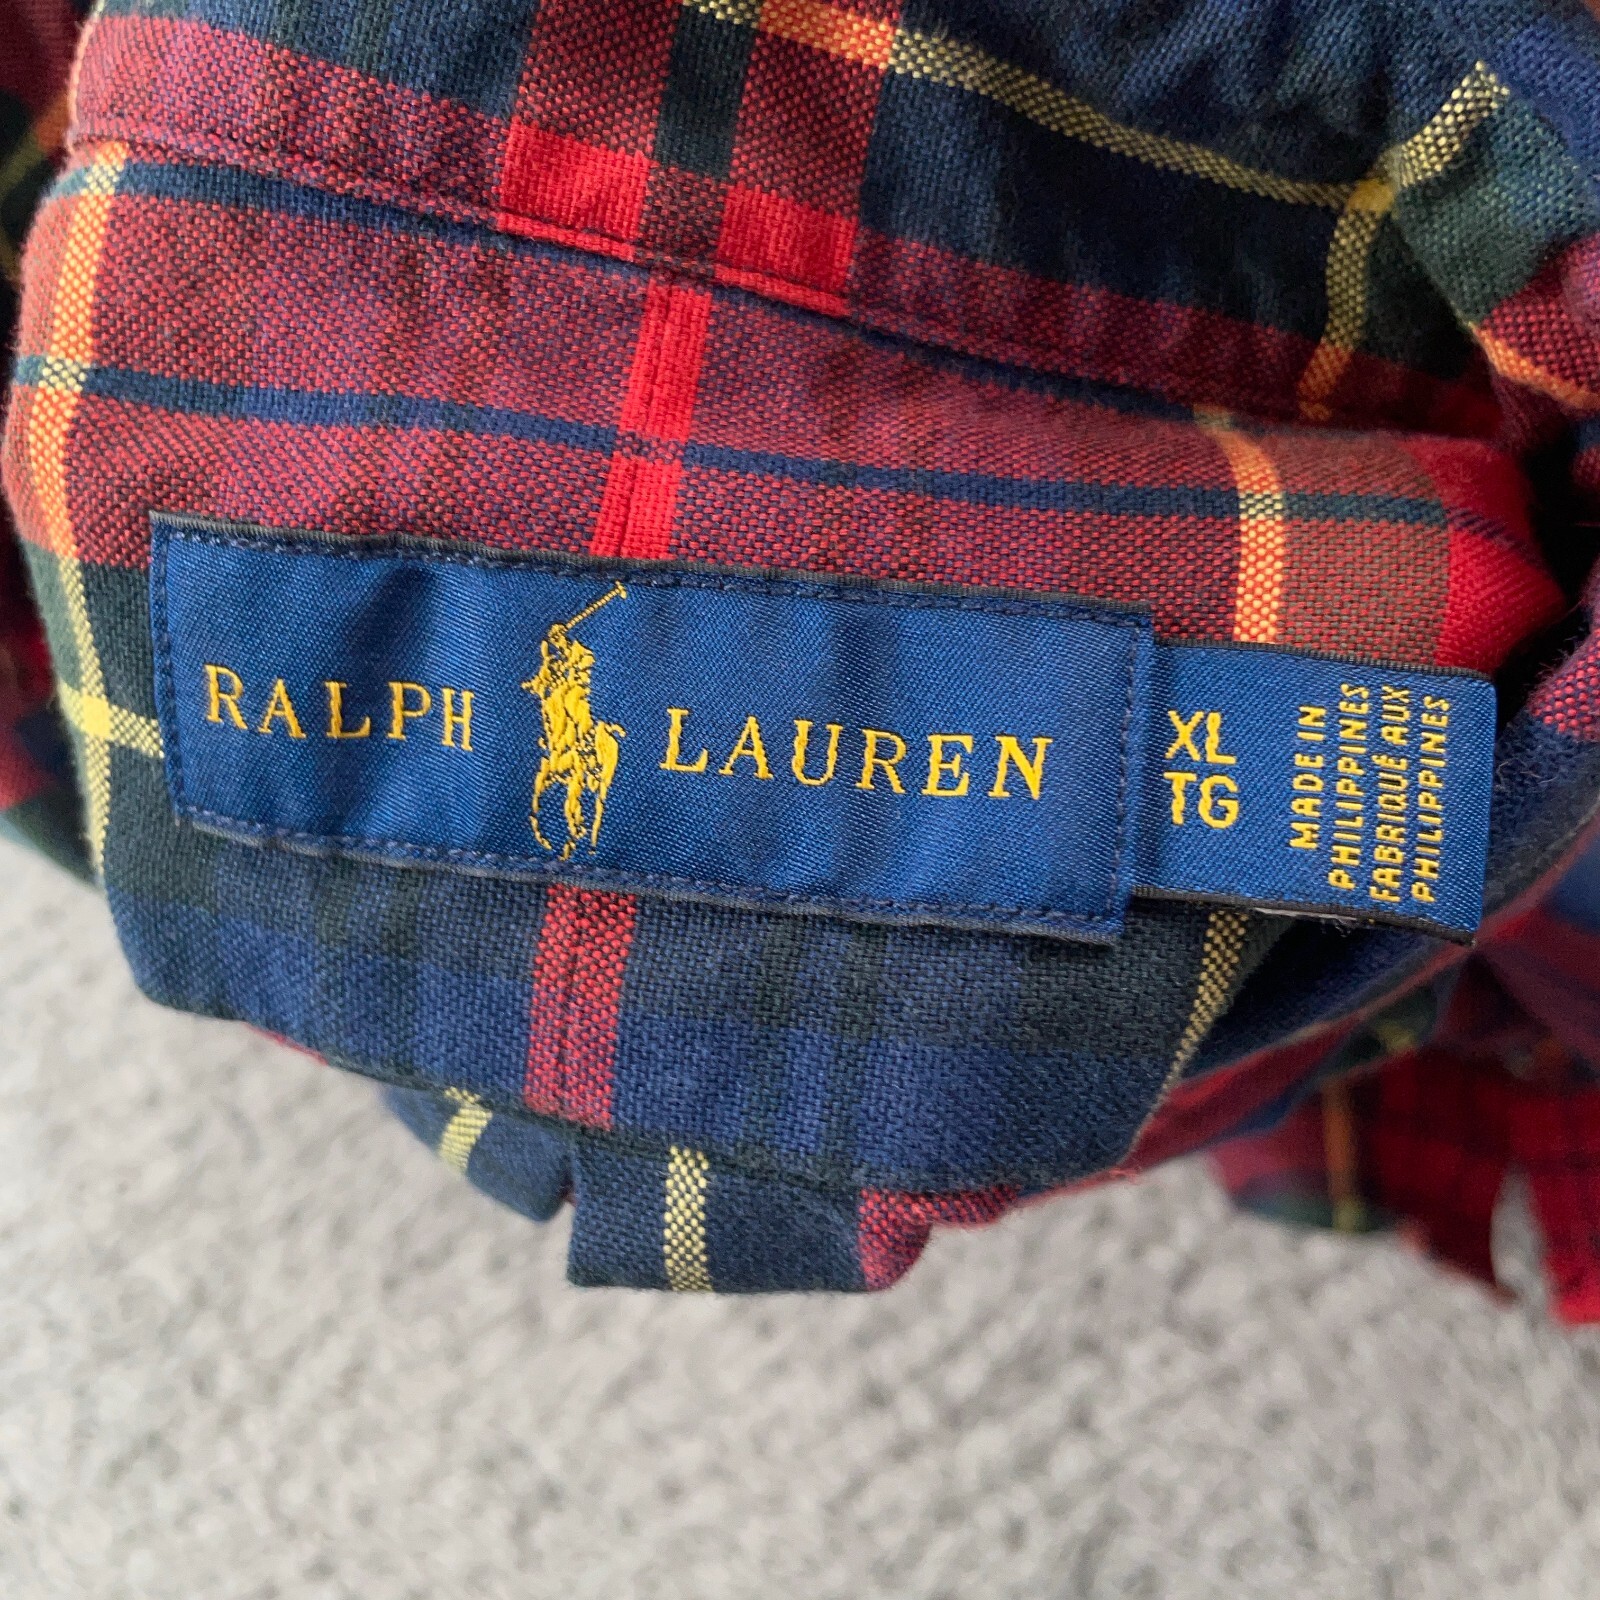 RALPH LAUREN
XL
TG
MADE IN
PHILIPPINES
FABRIQUÉ AUX
PHILIPPINES